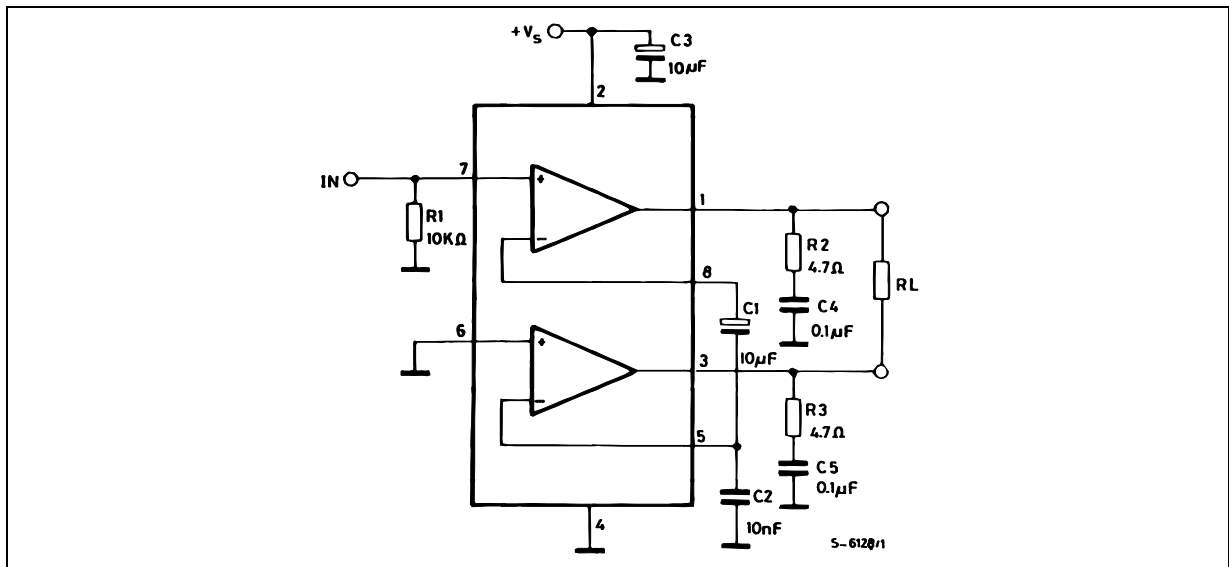 +Vs
C3
10µF
2
IN
7
+
R1
10KΩ
−
1
R2
4.7Ω
RL
8
C1
C4
0.1µF
10µF
6
+
3
−
R3
4.7Ω
5
C5
0.1µF
C2
10nF
4
S-6128/1